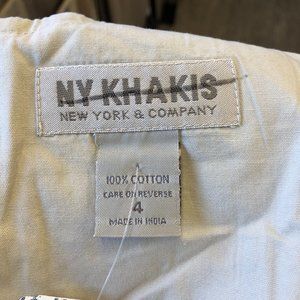 NY KHAKIS
NEW YORK & COMPANY
100% COTTON
CARE ON REVERSE
4
MADE IN INDIA